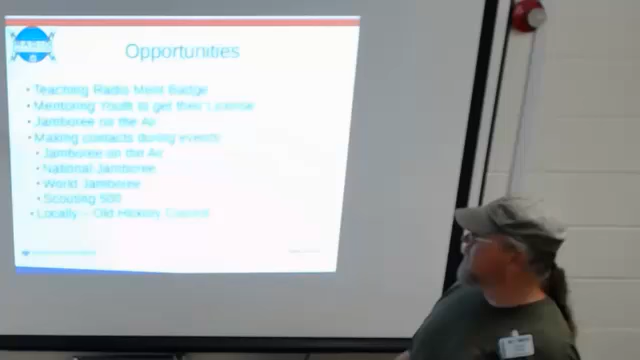 Opportunities
• Teaching Radio Merit Badge
• Mentoring Youth to get their License
• Jamboree on the Air
• Making contacts during events
• Jamboree on the Air
• National Jamboree
• World Jamboree
• Scouting 500
• Locally – Old Hickory Council